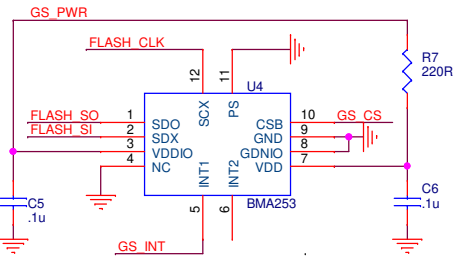 GS_PWR
FLASH_CLK
R7
220R
12
11
U4
SCX
PS
FLASH_SO
1
SDO
CSB
10
GS_CS
FLASH_SI
2
SDX
GND
9
3
VDDIO
GDNIO
8
4
NC
VDD
7
INT1
INT2
BMA253
C5
.1u
5
6
C6
.1u
GS_INT